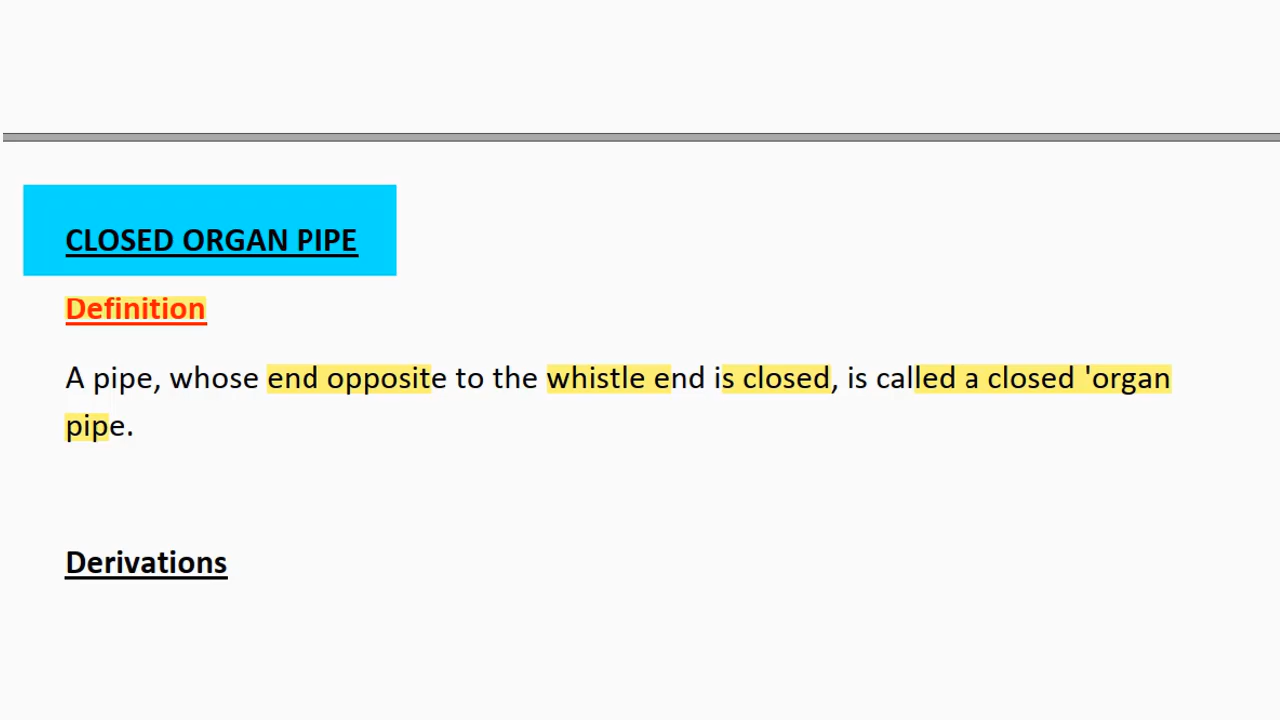 CLOSED ORGAN PIPE
Definition
A pipe, whose end opposite to the whistle end is closed, is called a closed 'organ
pipe.
Derivations